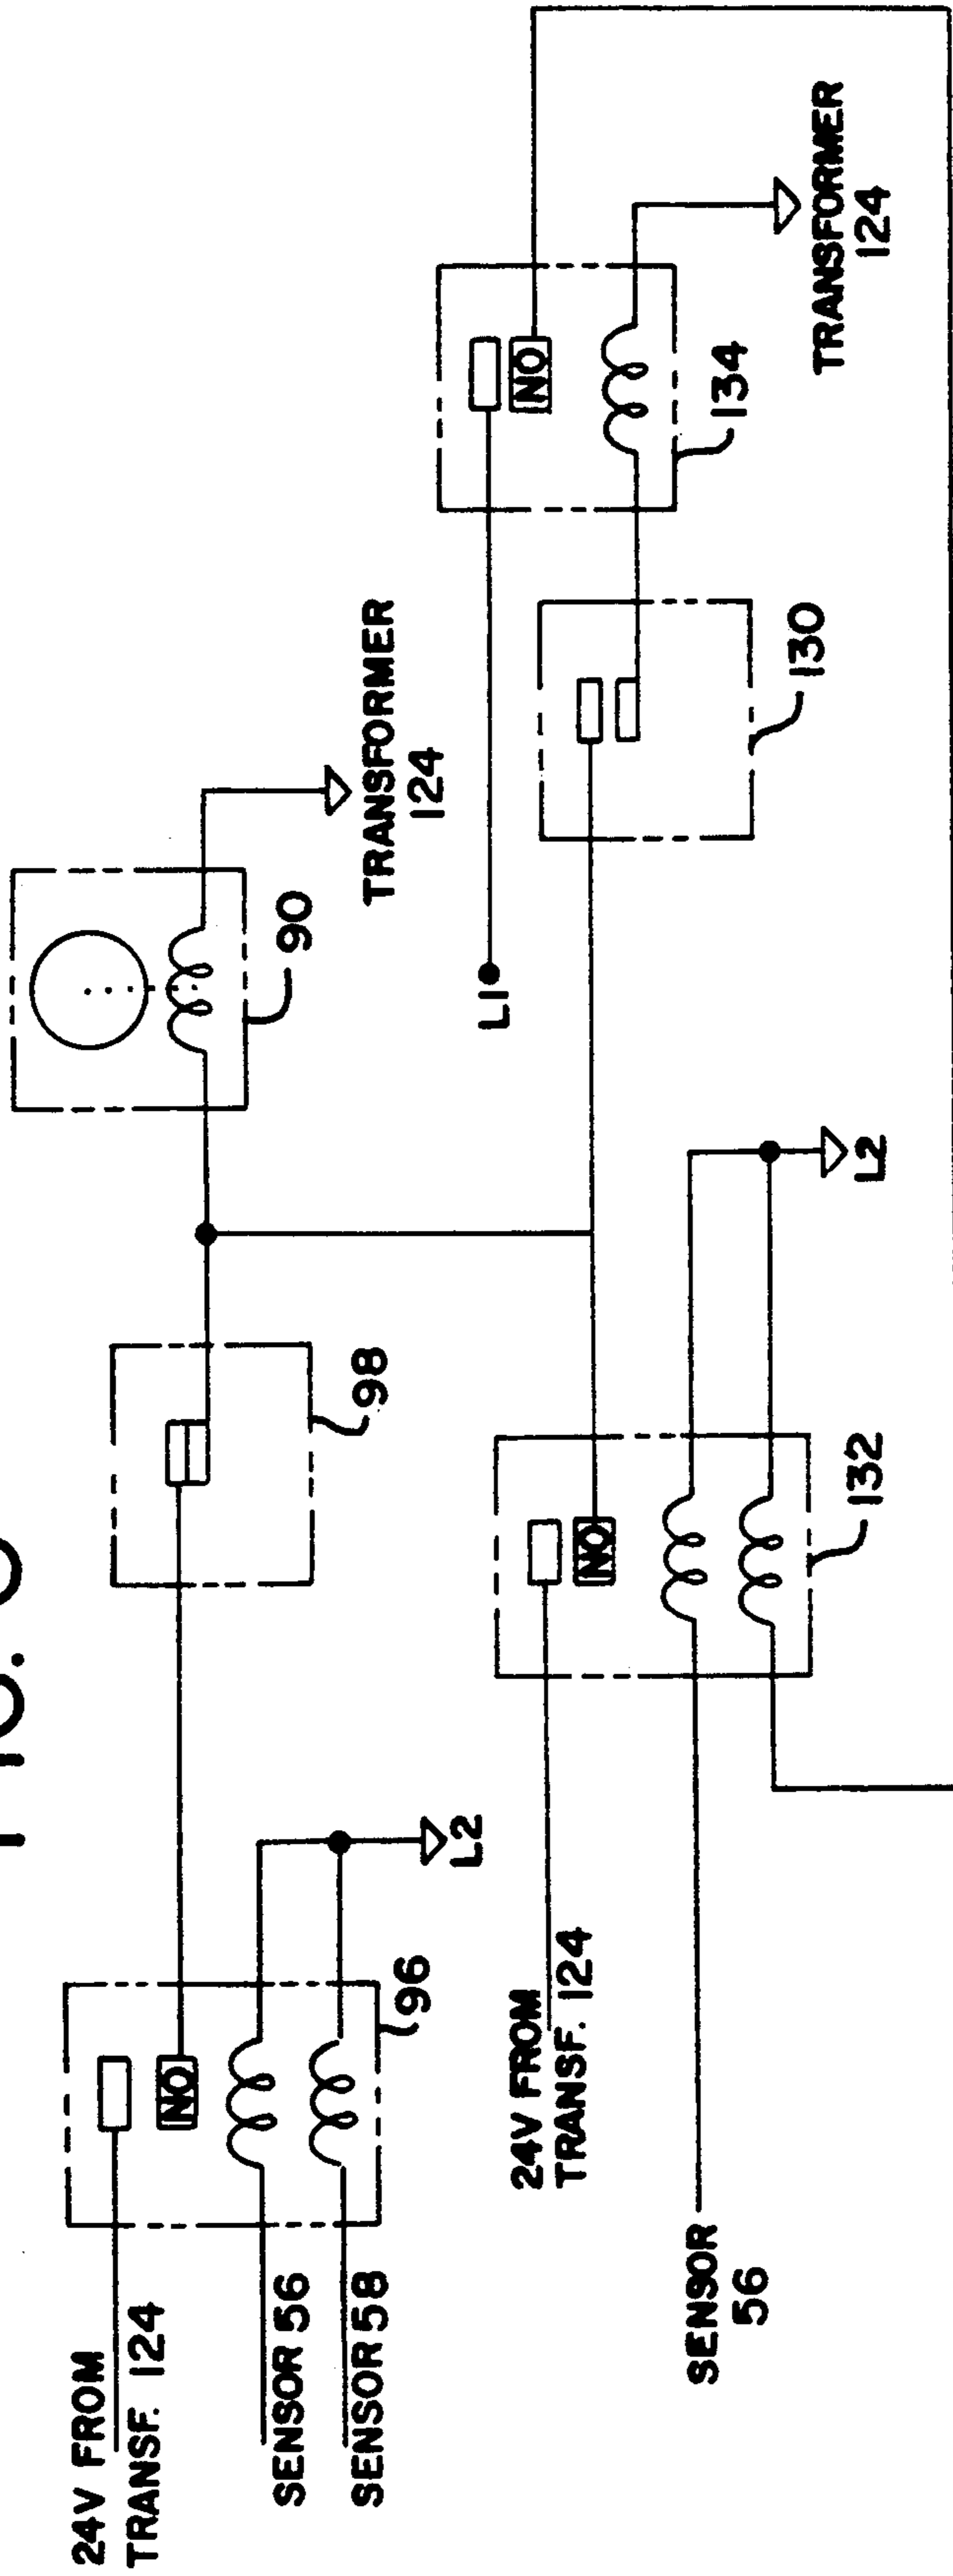 24V FROM
TRANSF. 124
NO
SENSOR 56
SENSOR 58
96
L2
98
90
TRANSFORMER
124
24V FROM
TRANSF. 124
NO
SENSOR
56
132
L2
L1
130
NO
134
TRANSFORMER
124